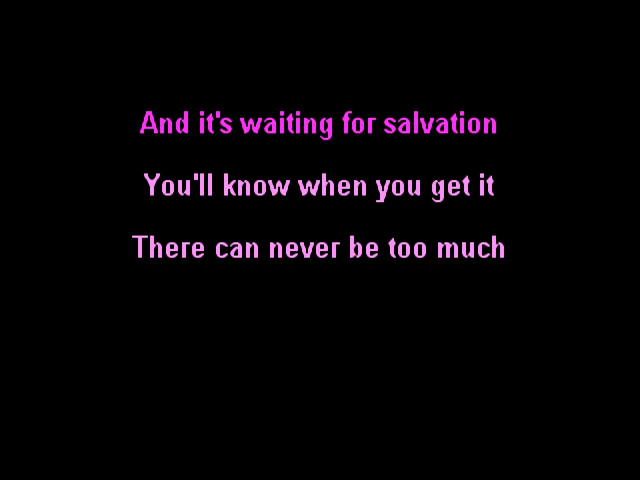 And it's waiting for salvation
You'll know when you get it
There can never be too much